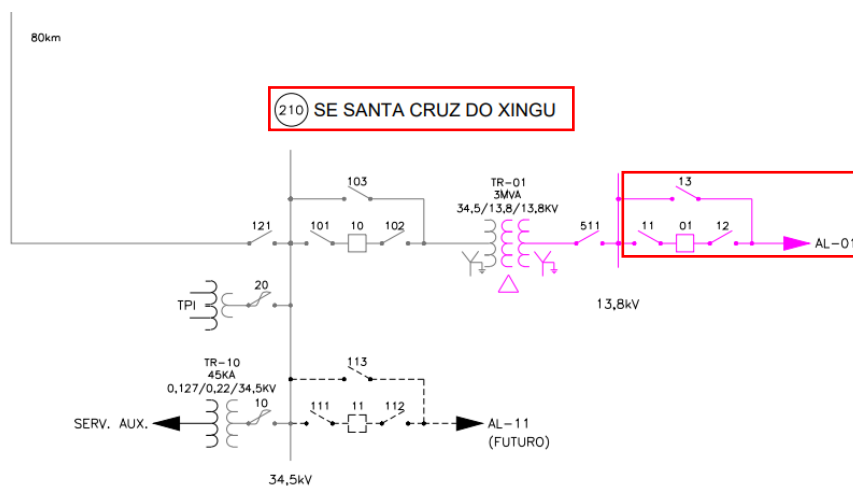 80km
210 SE SANTA CRUZ DO XINGU
103
TR-01
3MVA
34,5/13,8/13,8KV
13
121
101
10
102
511
11
01
12
AL-01
13,8kV
TPI
20
TR-10
45KA
0,127/0,22/34,5KV
10
113
111
11
112
SERV. AUX.
AL-11
(FUTURO)
34,5kV